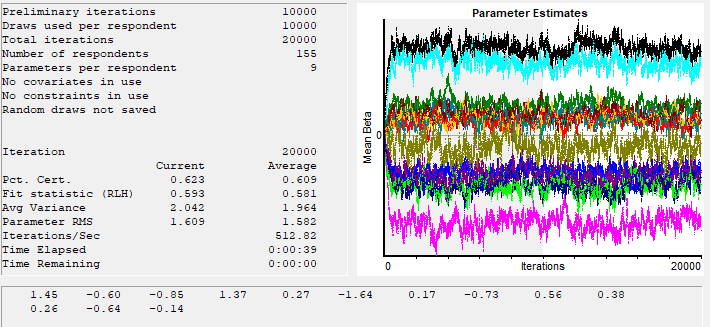 Preliminary iterations 10000
Draws used per respondent 10000
Total iterations 20000
Number of respondents 155
Parameters per respondent 9
No covariates in use
No constraints in use
Random draws not saved
Iteration 20000
Current Average
Pct. Cert. 0.623 0.609
Fit statistic (RLH) 0.593 0.581
Avg Variance 2.042 1.964
Parameter RMS 1.609 1.582
Iterations/Sec 512.82
Time Elapsed 0:00:39
Time Remaining 0:00:00
Parameter Estimates
Mean Beta
0
0 Iterations 20000
1.45 -0.60 -0.85 1.37 0.27 -1.64 0.17 -0.73 0.56 0.38
0.26 -0.64 -0.14